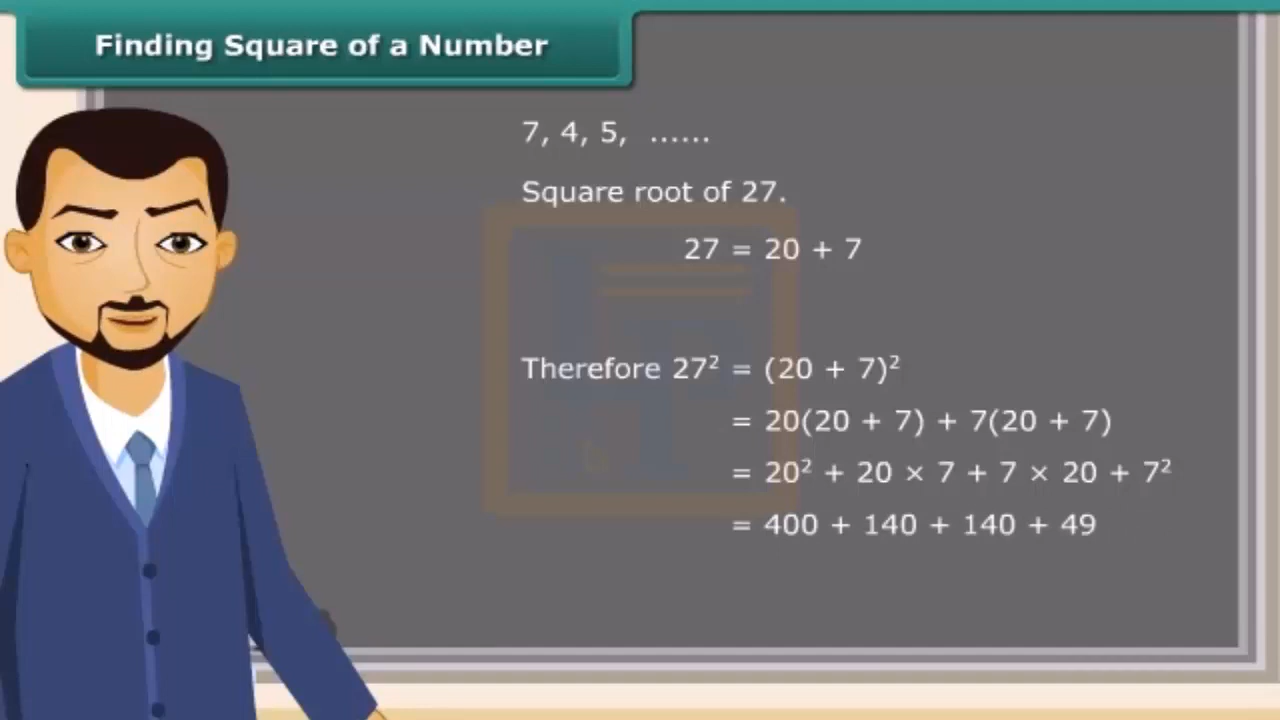 Finding Square of a Number
7, 4, 5, ......
Square root of 27.
27 = 20 + 7
Therefore 27² = (20 + 7)²
= 20(20 + 7) + 7(20 + 7)
= 20² + 20 × 7 + 7 × 20 + 7²
= 400 + 140 + 140 + 49